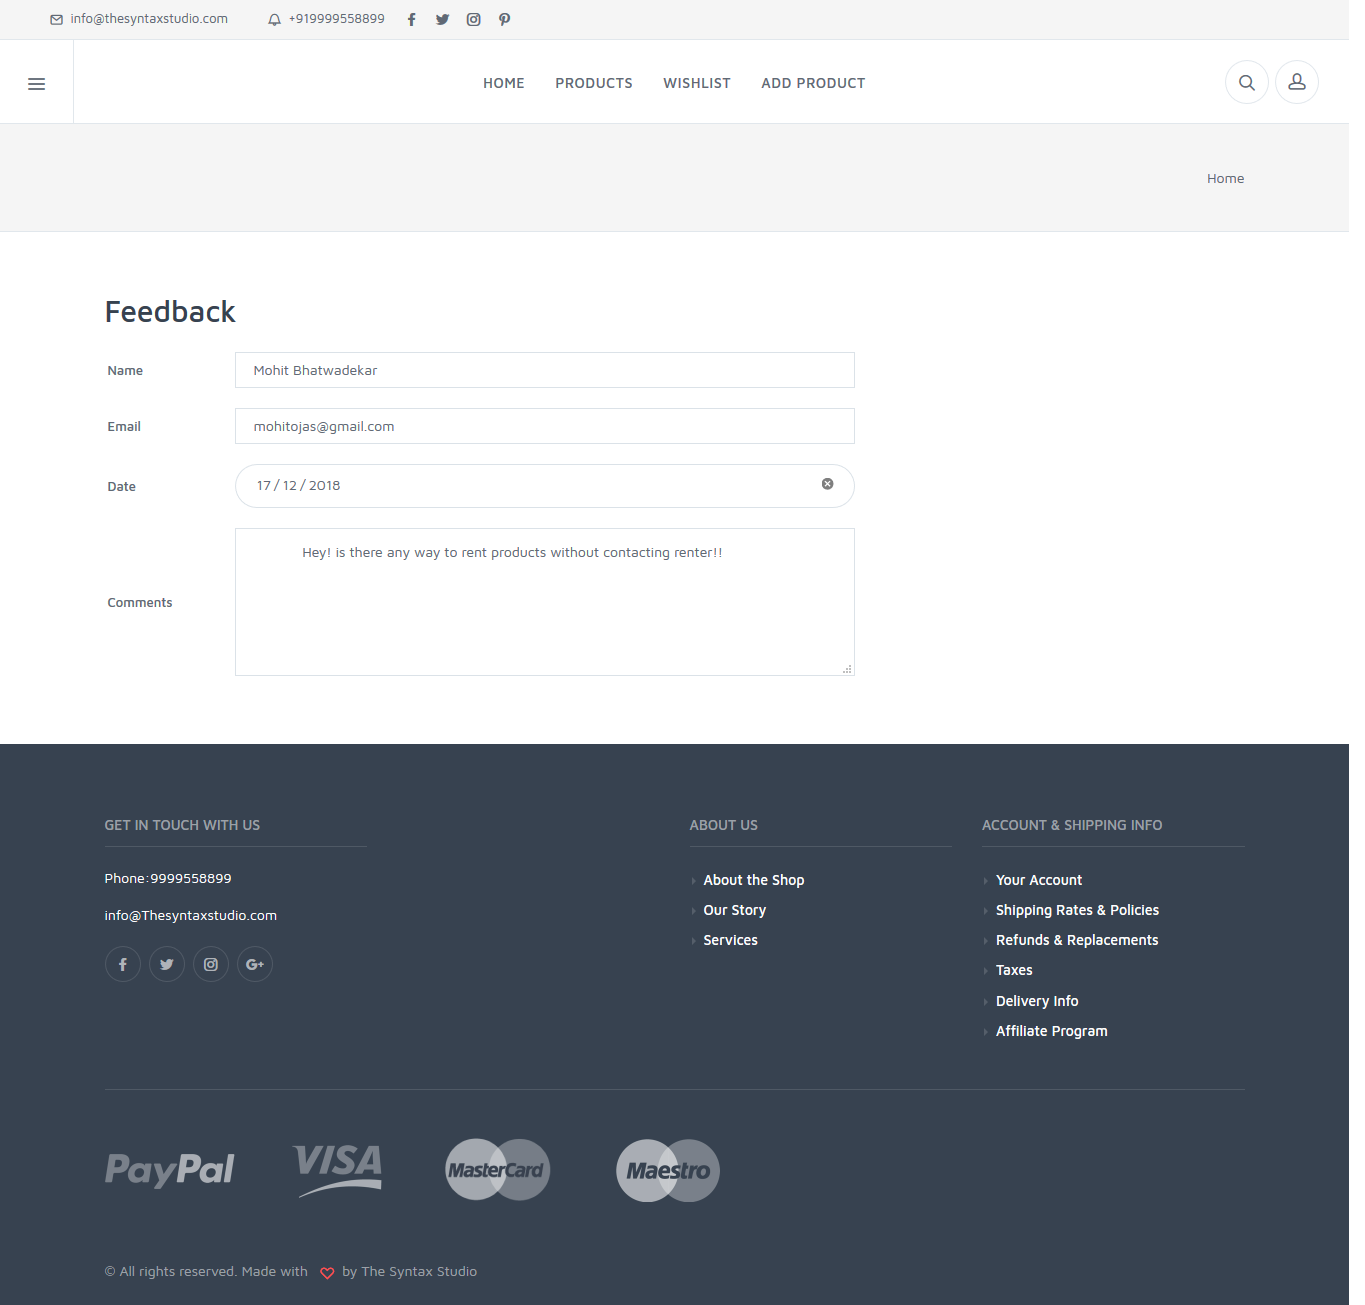 info@thesyntaxstudio.com +919999558899
HOME PRODUCTS WISHLIST ADD PRODUCT
Home
Feedback
Name Mohit Bhatwadekar
Email mohitojas@gmail.com
Date 17 / 12 / 2018
Hey! is there any way to rent products without contacting renter!!
Comments
GET IN TOUCH WITH US
Phone:9999558899
info@Thesyntaxstudio.com
G+
ABOUT US
About the Shop
Our Story
Services
ACCOUNT & SHIPPING INFO
Your Account
Shipping Rates & Policies
Refunds & Replacements
Taxes
Delivery Info
Affiliate Program
PayPal VISA MasterCard Maestro
© All rights reserved. Made with by The Syntax Studio